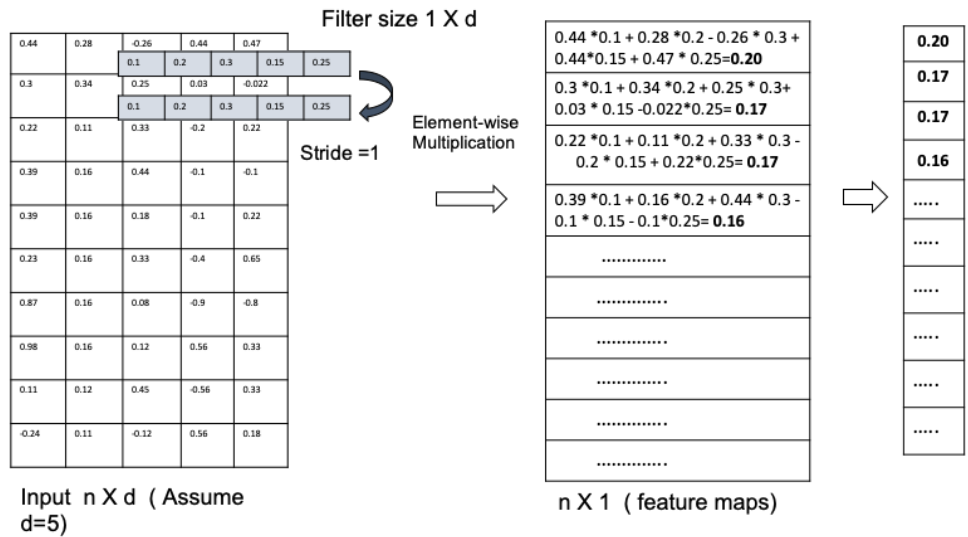 Filter size 1 X d
0.44 0.28 -0.26 0.44 0.47
0.1 0.2 0.3 0.15 0.25
0.3 0.34 0.25 0.03 -0.022
0.1 0.2 0.3 0.15 0.25
0.22 0.11 0.33 -0.2 0.22
0.39 0.16 0.44 -0.1 -0.1
0.39 0.16 0.18 -0.1 0.22
0.23 0.16 0.33 -0.4 0.65
0.87 0.16 0.08 -0.9 -0.8
0.98 0.16 0.12 0.56 0.33
0.11 0.12 0.45 -0.56 0.33
-0.24 0.11 -0.12 0.56 0.18
Stride =1
Input n X d ( Assume
d=5)
Element-wise
Multiplication
0.44 *0.1 + 0.28 *0.2 - 0.26 * 0.3 +
0.44*0.15 + 0.47 * 0.25=0.20
0.3 *0.1 + 0.34 *0.2 + 0.25 * 0.3+
0.03 * 0.15 -0.022*0.25= 0.17
0.22 *0.1 + 0.11 *0.2 + 0.33 * 0.3 -
0.2 * 0.15 + 0.22*0.25= 0.17
0.39 *0.1 + 0.16 *0.2 + 0.44 * 0.3 -
0.1 * 0.15 - 0.1*0.25= 0.16
.............
..............
..............
..............
..............
..............
n X 1 ( feature maps)
0.20
0.17
0.17
0.16
.....
.....
.....
.....
.....
.....